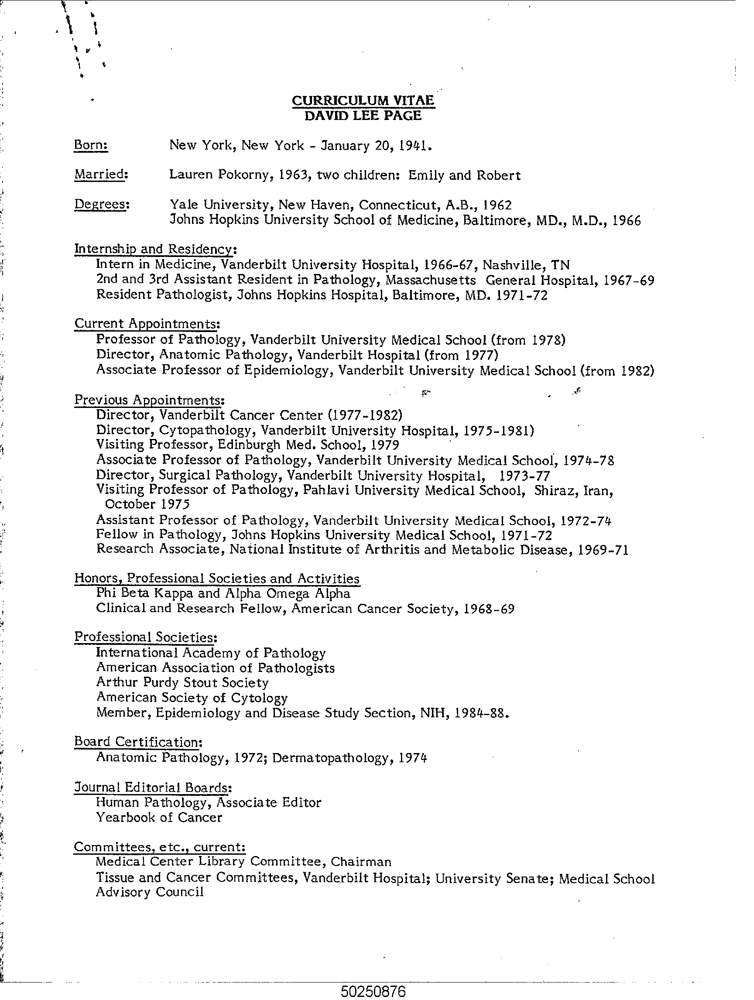 CURRICULUM VITAE
DAVID LEE PAGE
Born: New York, New York - January 20, 1941.
Married: Lauren Pokorny, 1963, two children: Emily and Robert
Degrees: Yale University, New Haven, Connecticut, A.B., 1962
Johns Hopkins University School of Medicine, Baltimore, MD., M.D., 1966
Internship and Residency:
Intern in Medicine, Vanderbilt University Hospital, 1966-67, Nashville, TN
2nd and 3rd Assistant Resident in Pathology, Massachusetts General Hospital, 1967-69
Resident Pathologist, Johns Hopkins Hospital, Baltimore, MD. 1971-72
Current Appointments:
Professor of Pathology, Vanderbilt University Medical School (from 1978)
Director, Anatomic Pathology, Vanderbilt Hospital (from 1977)
Associate Professor of Epidemiology, Vanderbilt University Medical School (from 1982)
Previous Appointments:
Director, Vanderbilt Cancer Center (1977-1982)
Director, Cytopathology, Vanderbilt University Hospital, 1975-1981)
Visiting Professor, Edinburgh Med. School, 1979
Associate Professor of Pathology, Vanderbilt University Medical School, 1974-78
Director, Surgical Pathology, Vanderbilt University Hospital, 1973-77
Visiting Professor of Pathology, Pahlavi University Medical School, Shiraz, Iran,
October 1975
Assistant Professor of Pathology, Vanderbilt University Medical School, 1972-74
Fellow in Pathology, Johns Hopkins University Medical School, 1971-72
Research Associate, National Institute of Arthritis and Metabolic Disease, 1969-71
Honors, Professional Societies and Activities
Phi Beta Kappa and Alpha Omega Alpha
Clinical and Research Fellow, American Cancer Society, 1968-69
Professional Societies:
International Academy of Pathology
American Association of Pathologists
Arthur Purdy Stout Society
American Society of Cytology
Member, Epidemiology and Disease Study Section, NIH, 1984-88.
Board Certification:
Anatomic Pathology, 1972; Dermatopathology, 1974
Journal Editorial Boards:
Human Pathology, Associate Editor
Yearbook of Cancer
Committees, etc., current:
Medical Center Library Committee, Chairman
Tissue and Cancer Committees, Vanderbilt Hospital; University Senate; Medical School
Advisory Council
50250876